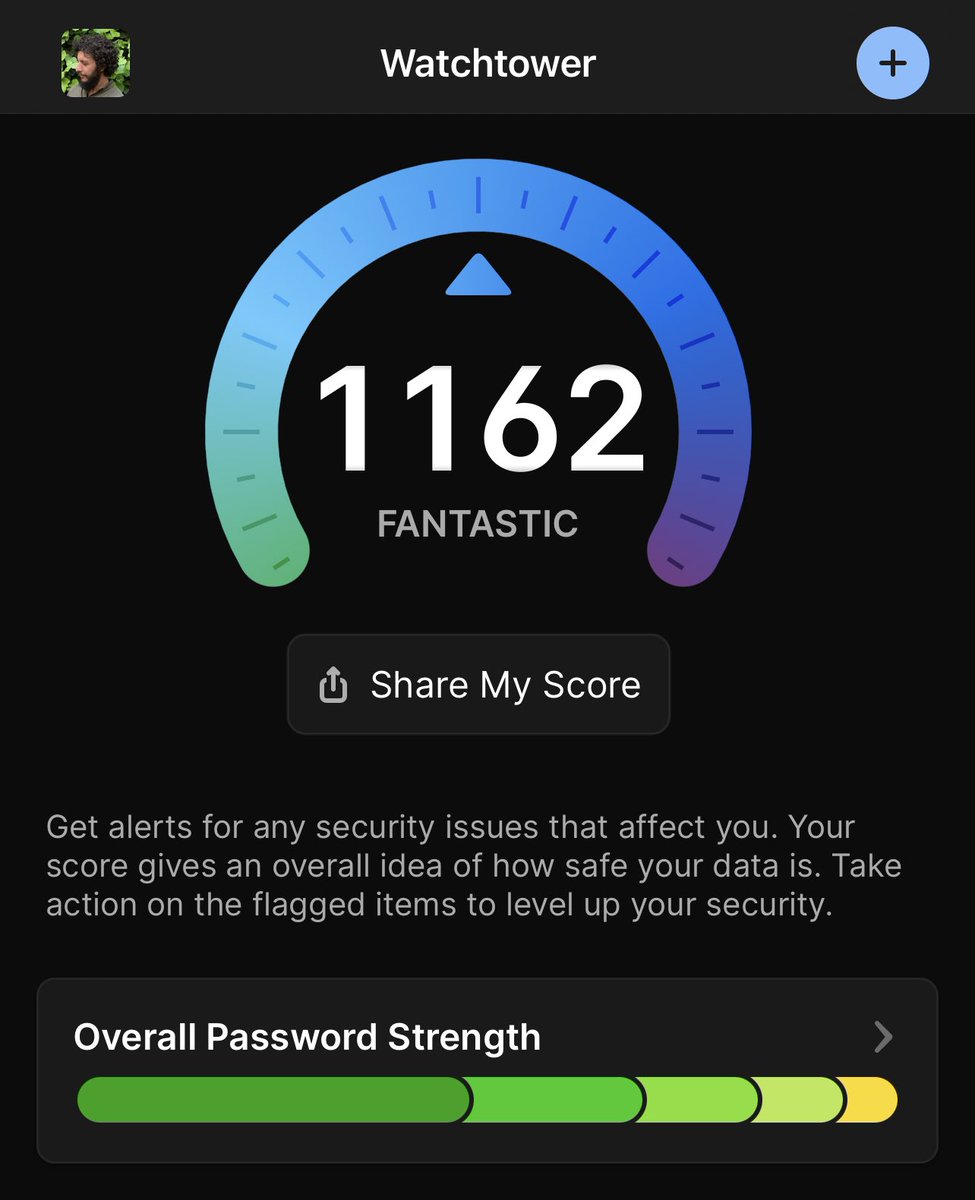 Watchtower
1162
FANTASTIC
Share My Score
Get alerts for any security issues that affect you. Your
score gives an overall idea of how safe your data is. Take
action on the flagged items to level up your security.
Overall Password Strength